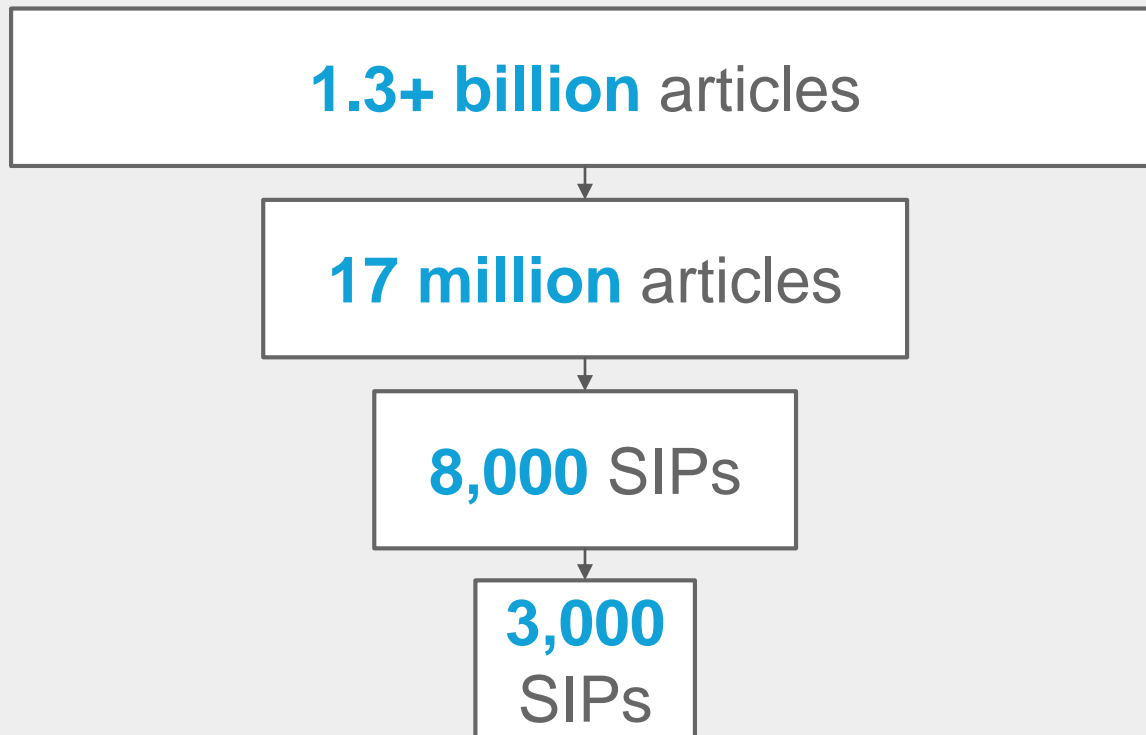 1.3+ billion articles
17 million articles
8,000 SIPs
3,000
SIPs